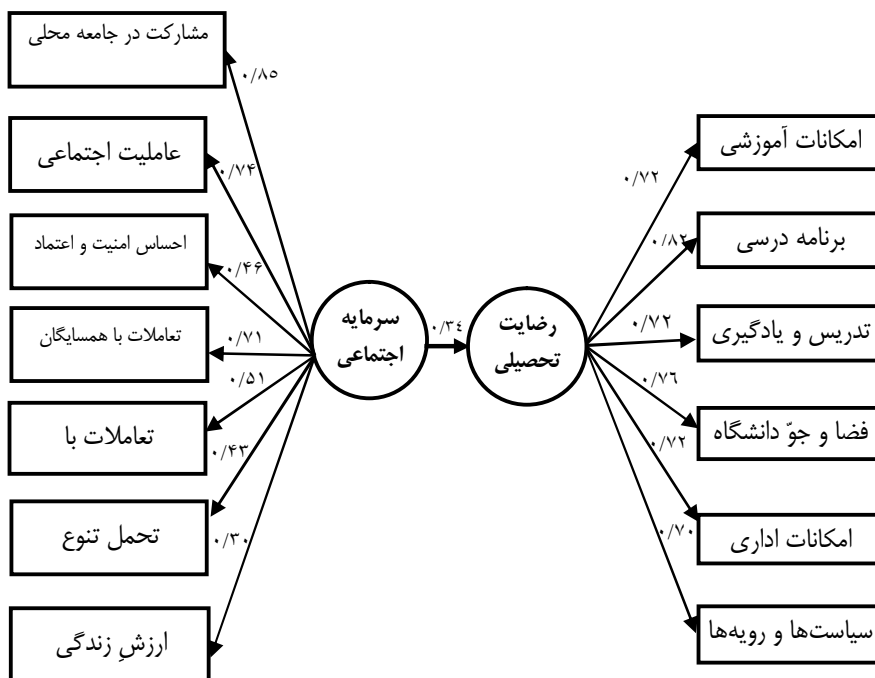 مشارکت در جامعه محلی
۰/۸۵
عاملیت اجتماعی
۰/۷۴
احساس امنیت و اعتماد
۰/۴۶
تعاملات با همسایگان
۰/۷۱
تعاملات با
۰/۵۱
تحمل تنوع
۰/۴۳
ارزشِ زندگی
۰/۳۰
سرمایه
اجتماعی
۰/۳٤
رضایت
تحصیلی
امکانات آموزشی
۰/۷۲
برنامه درسی
۰/۸۲
تدریس و یادگیری
۰/۷۲
فضا و جوّ دانشگاه
۰/۷۶
امکانات اداری
۰/۷۲
سیاست‌ها و رویه‌ها
۰/۷۰